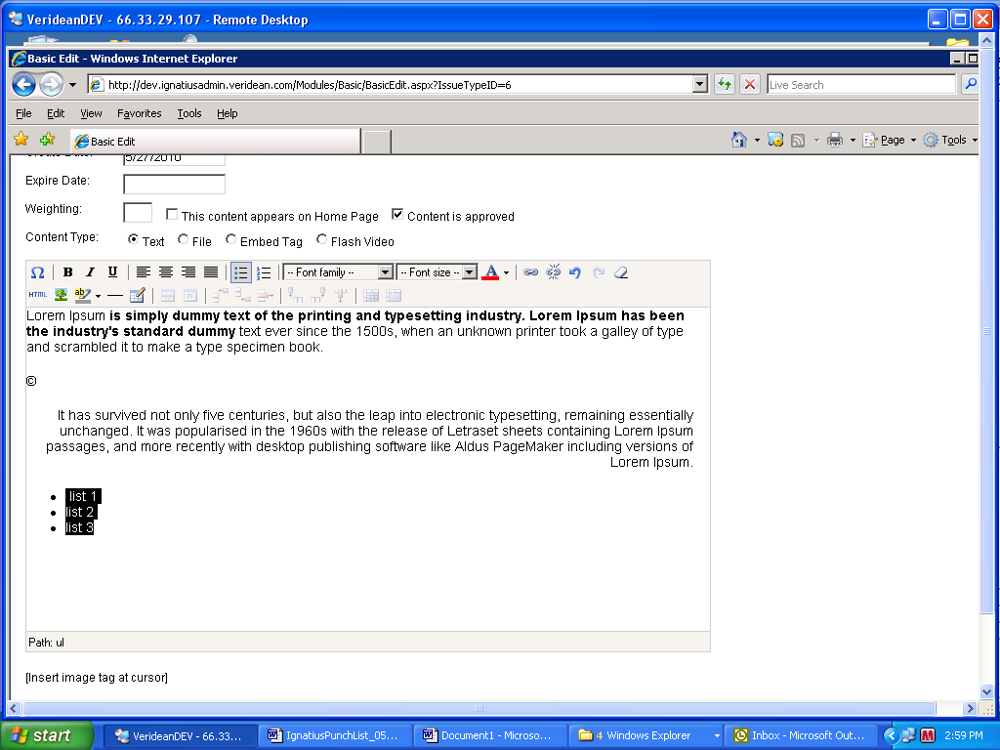 VerideanDEV - 66.33.29.107 - Remote Desktop
Basic Edit - Windows Internet Explorer
http://dev.ignatiusadmin.veridean.com/Modules/Basic/BasicEdit.aspx?IssueTypeID=6
Live Search
File Edit View Favorites Tools Help
Basic Edit
Page Tools
5/27/2010
Expire Date:
Weighting:
This content appears on Home Page Content is approved
Content Type: Text File Embed Tag Flash Video
Ω B I U -- Font family -- -- Font size -- A
HTML ab
Lorem Ipsum is simply dummy text of the printing and typesetting industry. Lorem Ipsum has been
the industry's standard dummy text ever since the 1500s, when an unknown printer took a galley of type
and scrambled it to make a type specimen book.
©
It has survived not only five centuries, but also the leap into electronic typesetting, remaining essentially
unchanged. It was popularised in the 1960s with the release of Letraset sheets containing Lorem Ipsum
passages, and more recently with desktop publishing software like Aldus PageMaker including versions of
Lorem Ipsum.
list 1
list 2
list 3
Path: ul
[Insert image tag at cursor]
start VerideanDEV - 66.33... IgnatiusPunchList_05... Document1 - Microso... 4 Windows Explorer Inbox - Microsoft Out... 2:59 PM